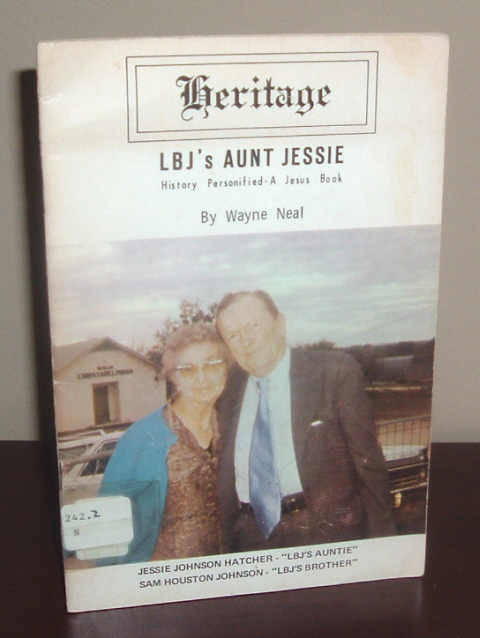 Heritage
LBJ's AUNT JESSIE
History Personified-A Jesus Book
By Wayne Neal
CHRISTADELPHIAN
242.2
N
JESSIE JOHNSON HATCHER - "LBJ'S AUNTIE"
SAM HOUSTON JOHNSON - "LBJ'S BROTHER"